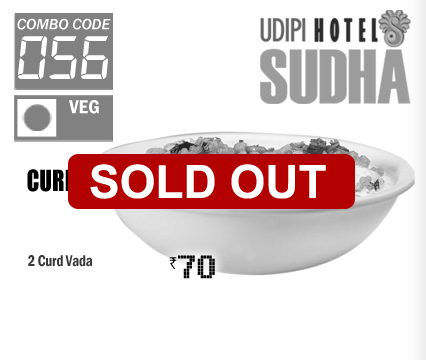 COMBO CODE
056
VEG
UDIPI HOTEL
SUDHA
SOLD OUT
2 Curd Vada
₹70